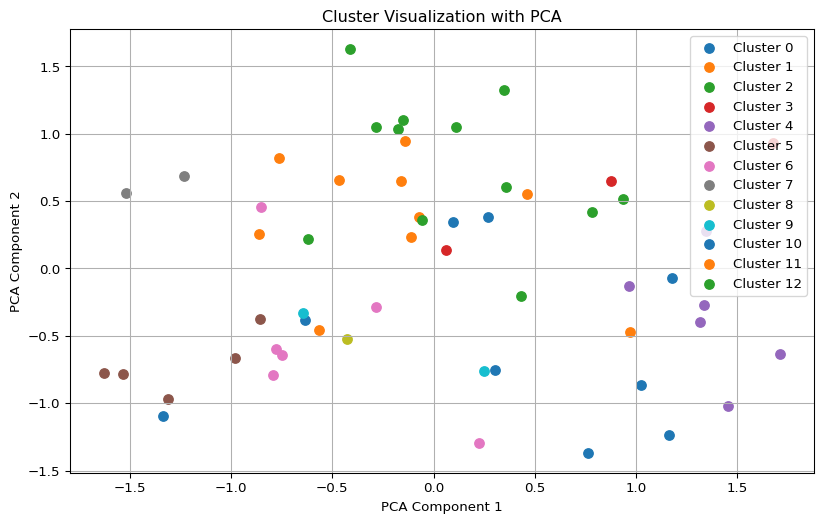 Cluster Visualization with PCA
PCA Component 2
1.5
1.0
0.5
0.0
−0.5
−1.0
−1.5
Cluster 0
Cluster 1
Cluster 2
Cluster 3
Cluster 4
Cluster 5
Cluster 6
Cluster 7
Cluster 8
Cluster 9
Cluster 10
Cluster 11
Cluster 12
−1.5 −1.0 −0.5 0.0 0.5 1.0 1.5
PCA Component 1